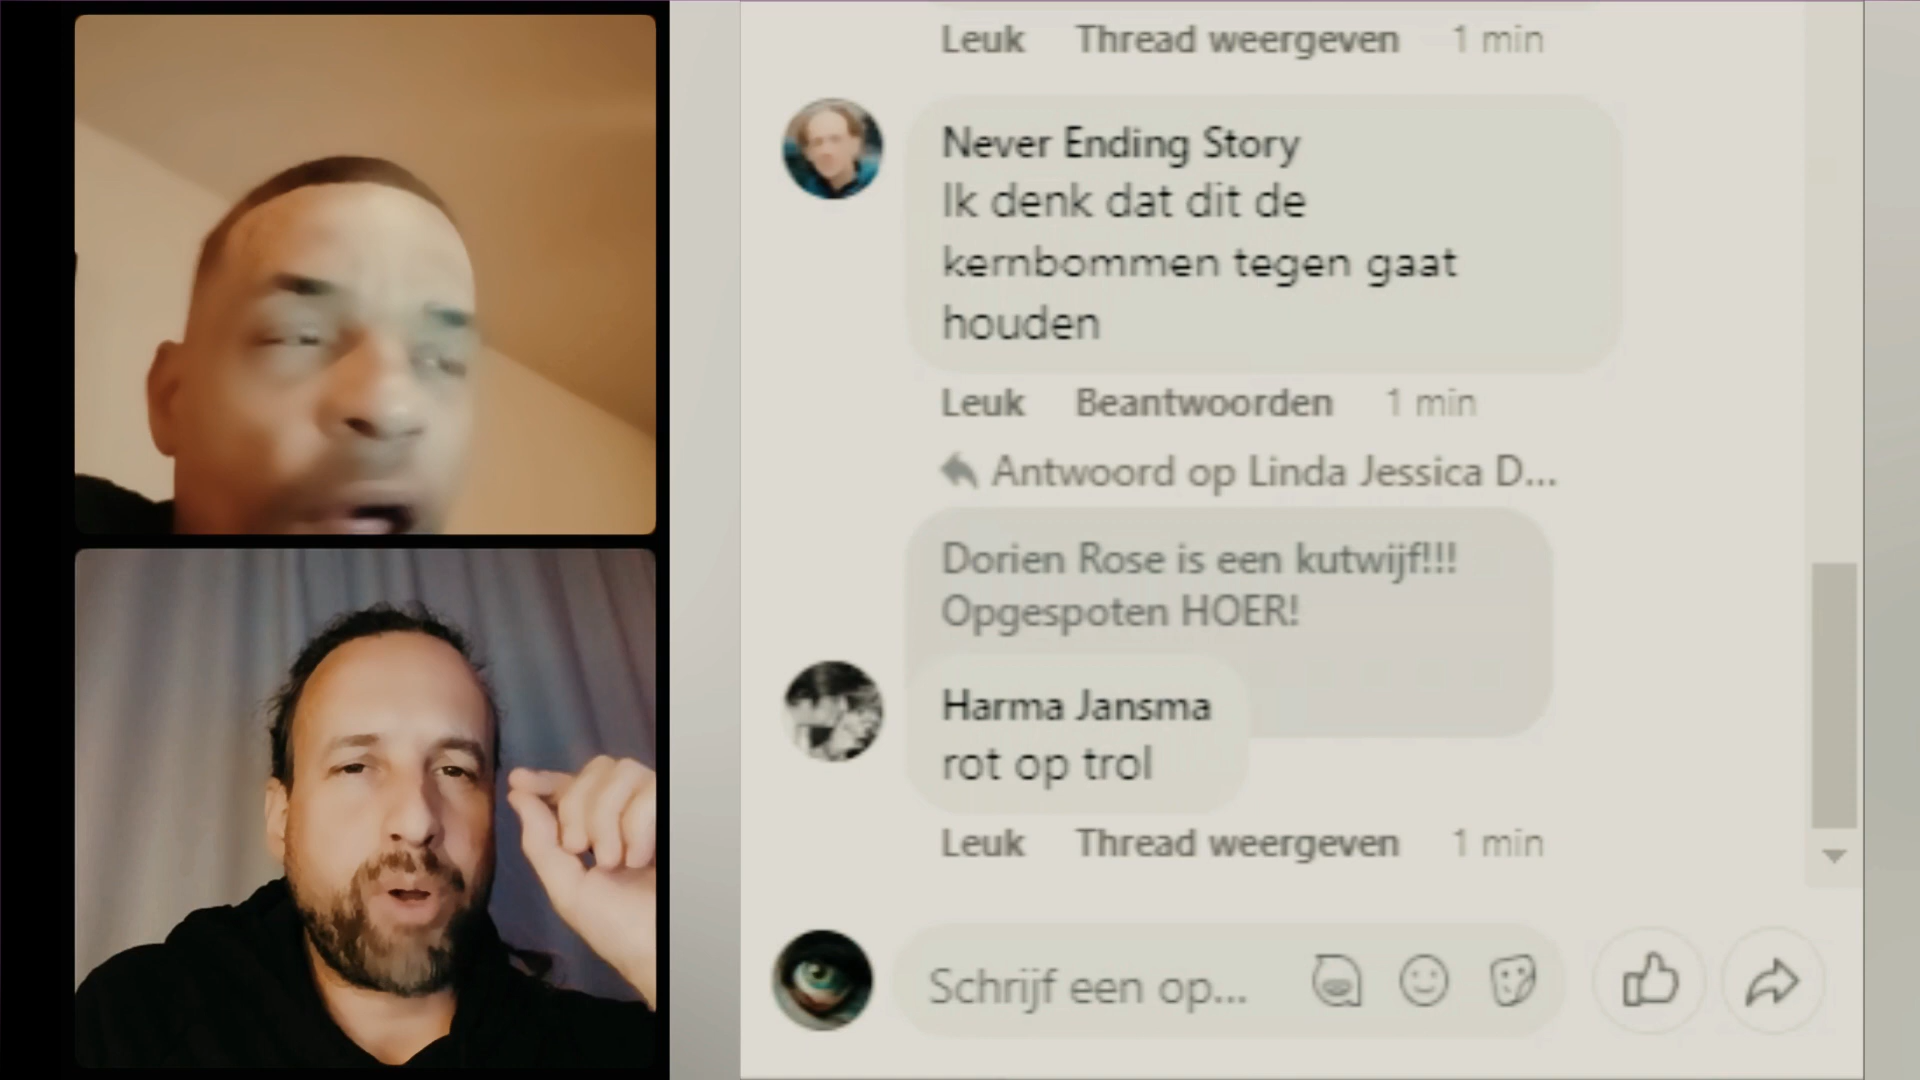 Leuk Thread weergeven 1 min
Never Ending Story
Ik denk dat dit de
kernbommen tegen gaat
houden
Leuk Beantwoorden 1 min
Antwoord op Linda Jessica D...
Dorien Rose is een kutwijf!!!
Opgespoten HOER!
Harma Jansma
rot op trol
Leuk Thread weergeven 1 min
Schrijf een op...